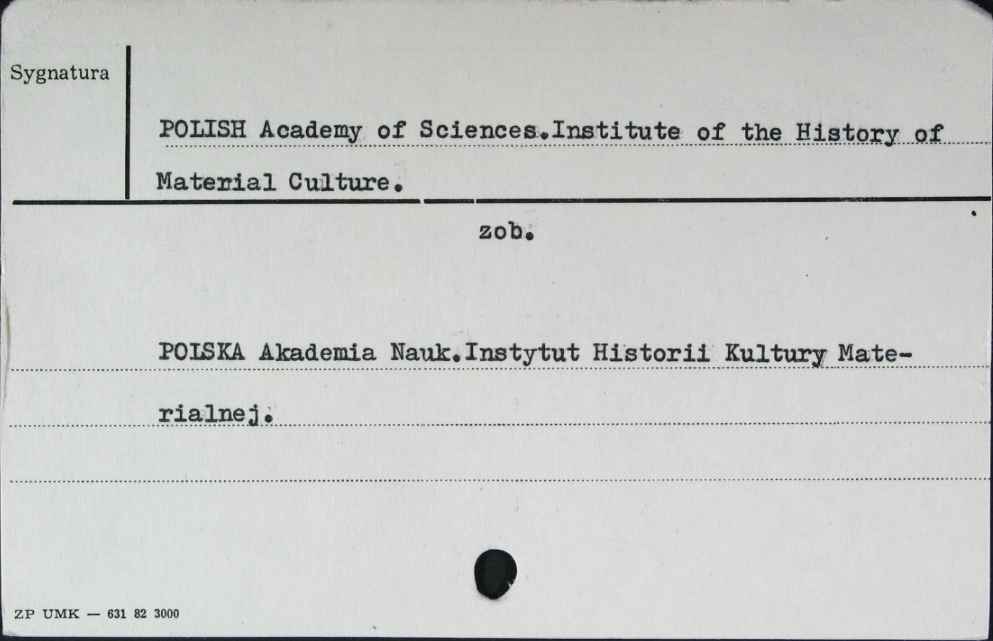 Sygnatura
POLISH Academy of Sciences.Institute of the History of
Material Culture.
zob.
POLSKA Akademia Nauk.Instytut Historii Kultury Mate-
rialnej.
ZP UMK — 631 82 3000